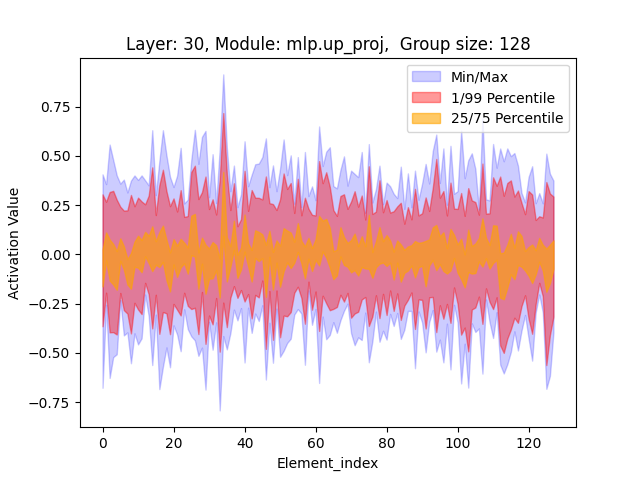 Layer: 30, Module: mlp.up_proj,  Group size: 128
Min/Max
1/99 Percentile
25/75 Percentile
Activation Value
0.75
0.50
0.25
0.00
−0.25
−0.50
−0.75
0 20 40 60 80 100 120
Element_index